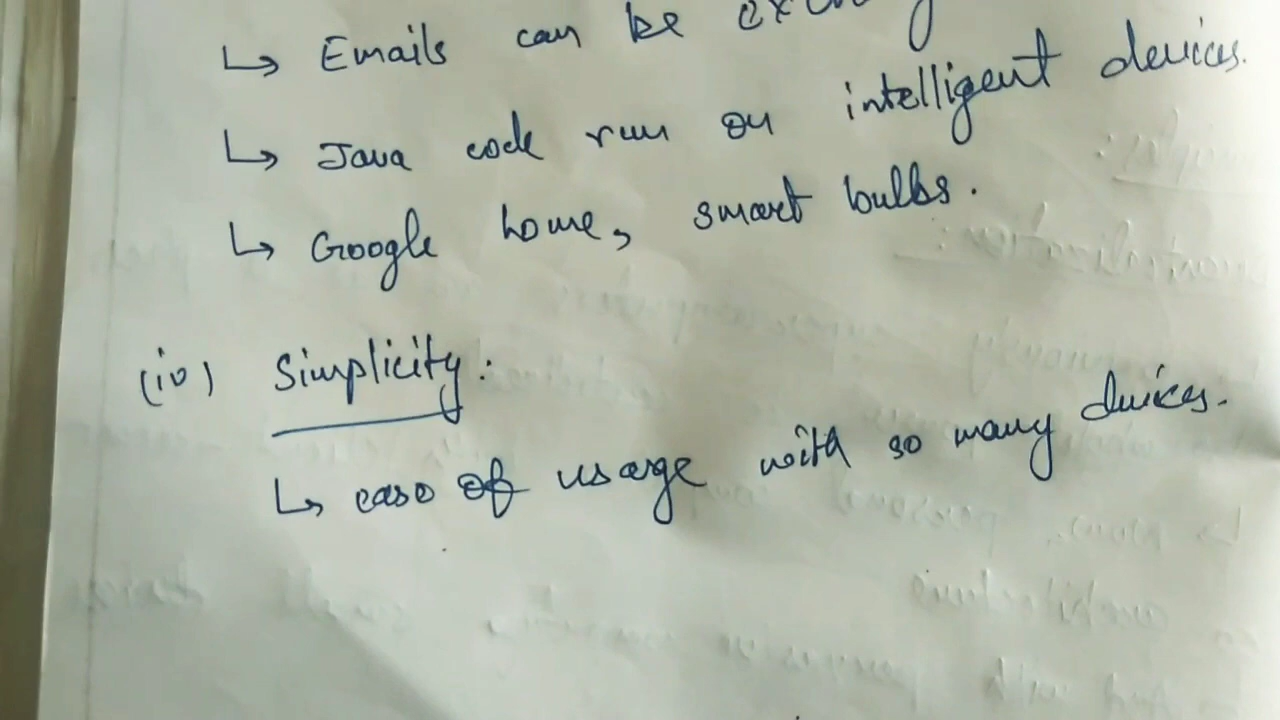 ↳ Emails can be
↳ Java code run on intelligent devices.
↳ Google home, smart bulbs.
(iv) Simplicity:
↳ ease of usage with so many devices.